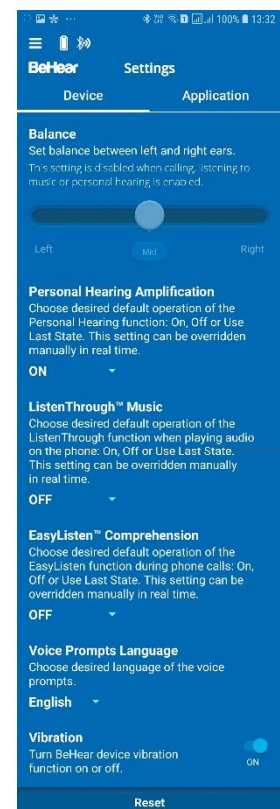 100% 13:32
BeHear Settings
Device Application
Balance
Set balance between left and right ears.
This setting is disabled when calling, listening to
music or personal hearing is enabled.
Left Mid Right
Personal Hearing Amplification
Choose desired default operation of the
Personal Hearing function: On, Off or Use
Last State. This setting can be overridden
manually in real time.
ON
ListenThrough™ Music
Choose desired default operation of the
ListenThrough function when playing audio
on the phone: On, Off or Use Last State.
This setting can be overridden manually
in real time.
OFF
EasyListen™ Comprehension
Choose desired default operation of the
EasyListen function during phone calls: On,
Off or Use Last State. This setting can be
overridden manually in real time.
OFF
Voice Prompts Language
Choose desired language of the voice
prompts.
English
Vibration
Turn BeHear device vibration
function on or off.
ON
Reset